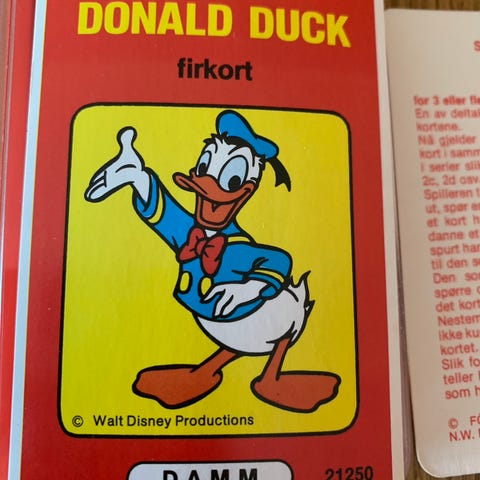 DONALD DUCK
firkort
© Walt Disney Productions
DAMM
21250
S
for 3 eller fle
En av deltal
kortene.
Nå gjelder
kort i samm
i serier slik
2c, 2d osv.
Spilleren t
ut, spør en
et kort h
danne et
spurt har
til den s
Den so
spørre
det kort
Nestem
ikke ku
kortet.
Slik fo
teller
som h
©
N.W.